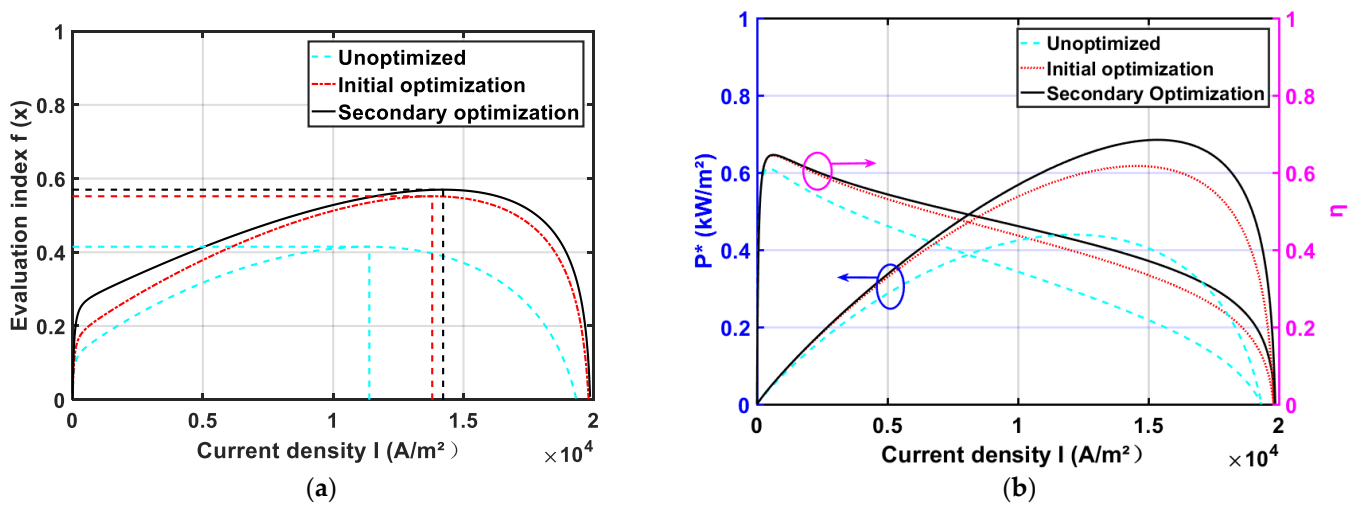 Evaluation index f (x)
1
0.8
0.6
0.4
0.2
0
Unoptimized
Initial optimization
Secondary optimization
0
0.5
1
1.5
2
Current density I (A/m²）
×10⁴
(a)
P* (kW/m²)
1
0.8
0.6
0.4
0.2
0
Unoptimized
Initial optimization
Secondary Optimization
1
0.8
0.6
0.4
0.2
0
η
0
0.5
1
1.5
2
Current density I (A/m²）
×10⁴
(b)